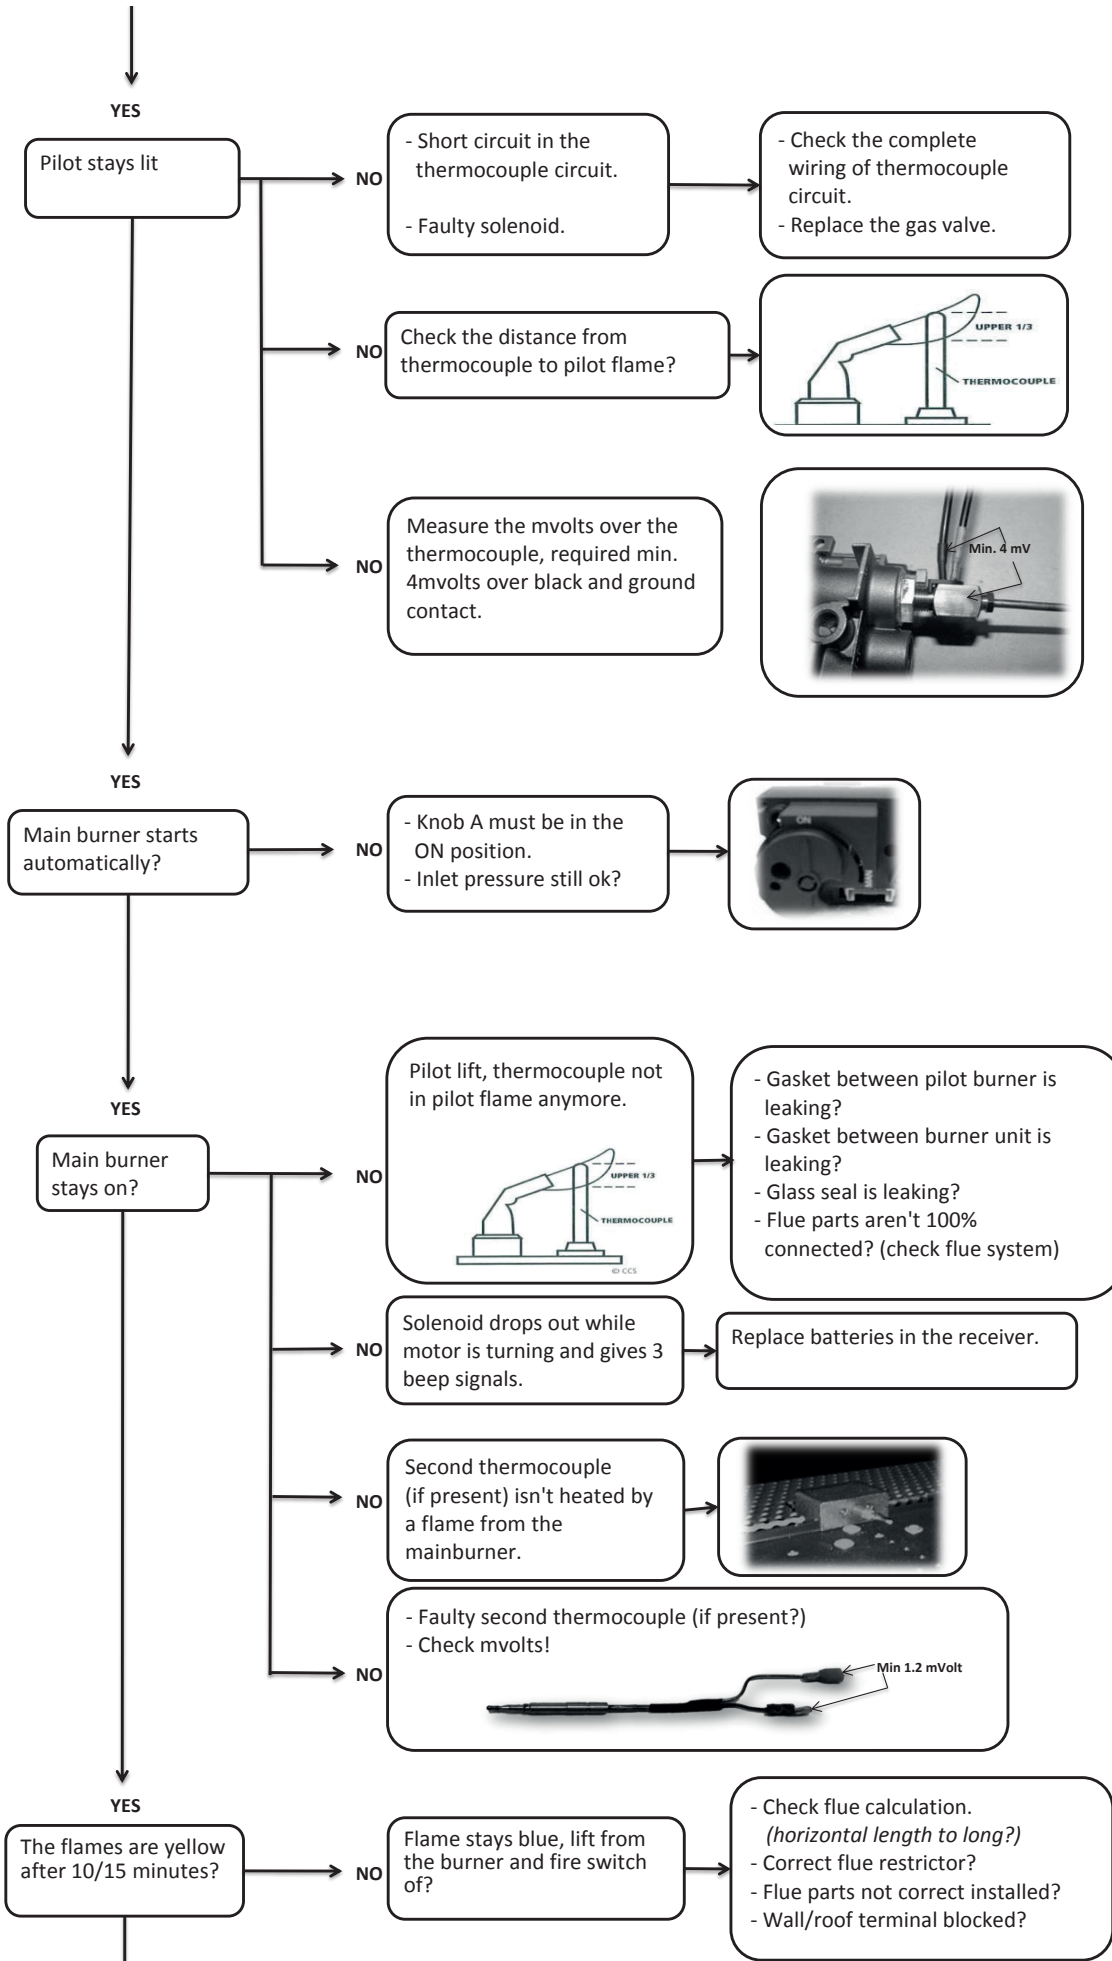 YES
Pilot stays lit
NO
- Short circuit in the
thermocouple circuit.
- Faulty solenoid.
- Check the complete
wiring of thermocouple
circuit.
- Replace the gas valve.
NO
Check the distance from
thermocouple to pilot flame?
UPPER 1/3
THERMOCOUPLE
NO
Measure the mvolts over the
thermocouple, required min.
4mvolts over black and ground
contact.
Min. 4 mV
YES
Main burner starts
automatically?
NO
- Knob A must be in the
ON position.
- Inlet pressure still ok?
ON
MAN
YES
Main burner
stays on?
NO
Pilot lift, thermocouple not
in pilot flame anymore.
UPPER 1/3
THERMOCOUPLE
© CCS
- Gasket between pilot burner is
leaking?
- Gasket between burner unit is
leaking?
- Glass seal is leaking?
- Flue parts aren't 100%
connected? (check flue system)
NO
Solenoid drops out while
motor is turning and gives 3
beep signals.
Replace batteries in the receiver.
NO
Second thermocouple
(if present) isn't heated by
a flame from the
mainburner.
NO
- Faulty second thermocouple (if present?)
- Check mvolts!
Min 1.2 mVolt
YES
The flames are yellow
after 10/15 minutes?
NO
Flame stays blue, lift from
the burner and fire switch
of?
- Check flue calculation.
(horizontal length to long?)
- Correct flue restrictor?
- Flue parts not correct installed?
- Wall/roof terminal blocked?